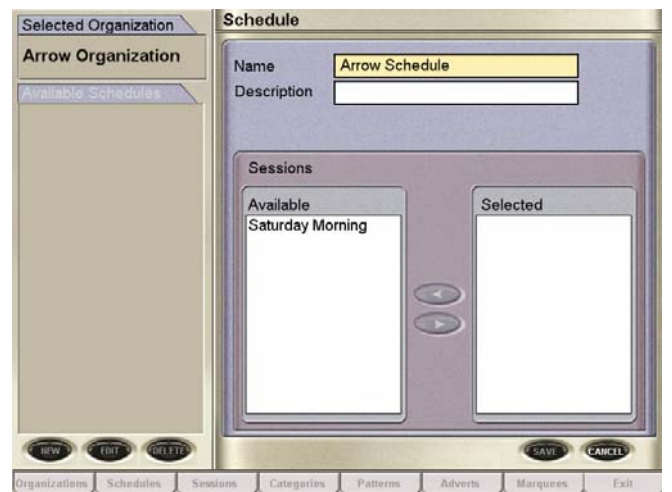 Selected Organization
Arrow Organization
Available Schedules
NEW EDIT DELETE
Schedule
Name Arrow Schedule
Description
Sessions
Available Selected
Saturday Morning
SAVE CANCEL
Organizations Schedules Sessions Categories Patterns Adverts Marquees Exit